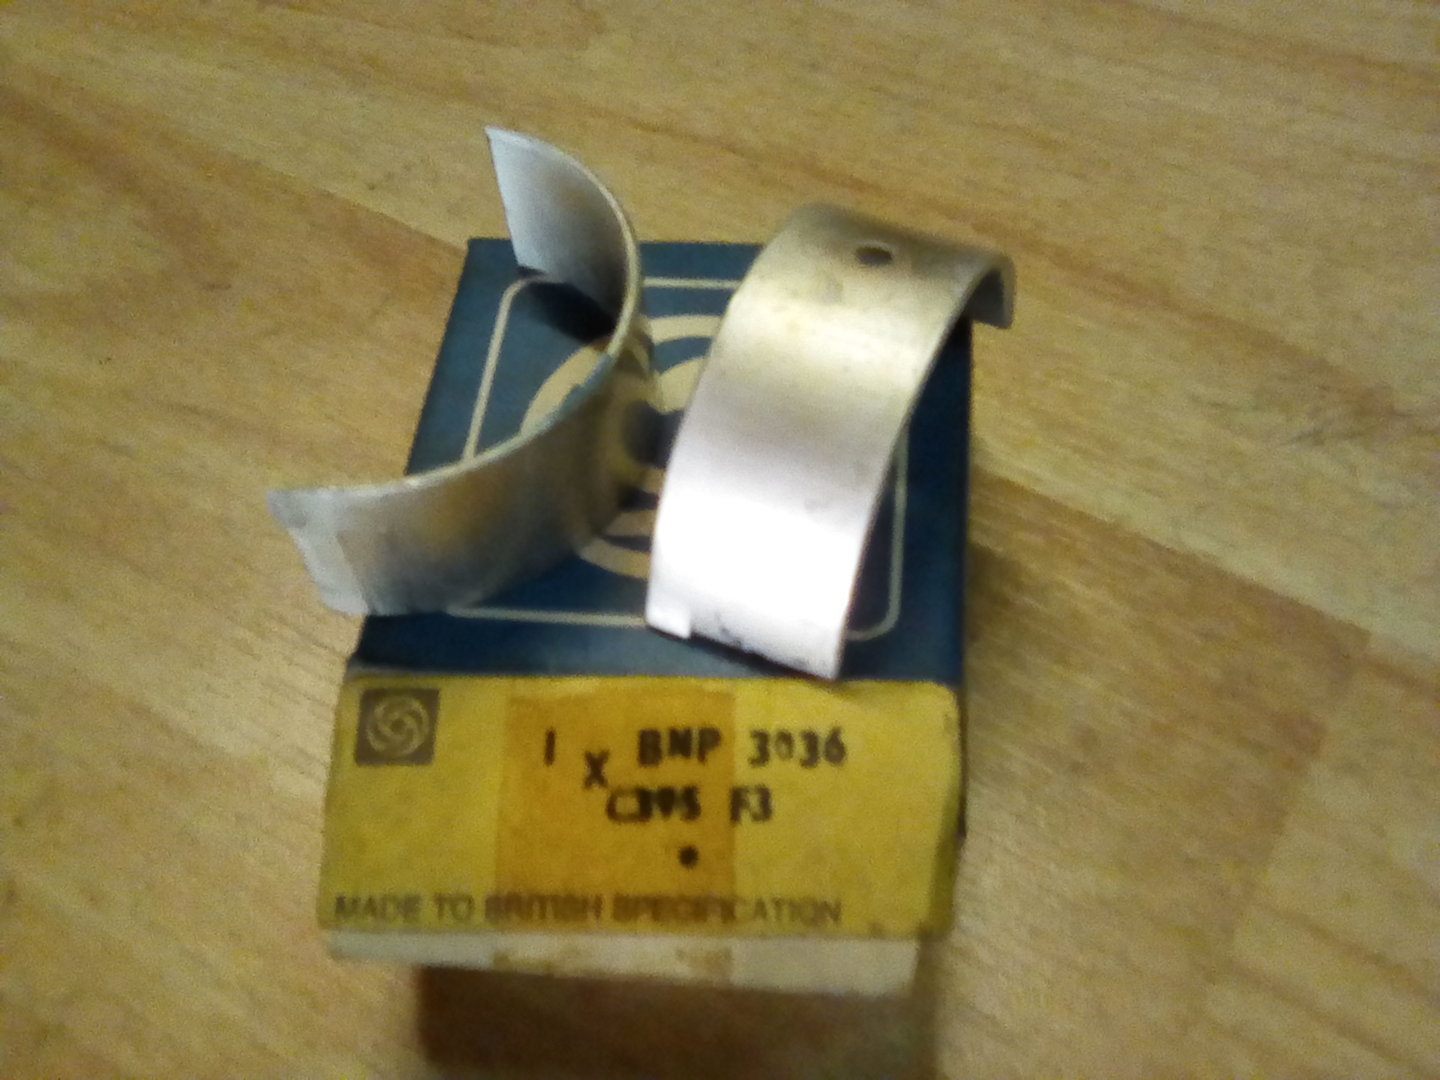 1 X BNP 3036
C395 F3
MADE TO BRITISH SPECIFICATION